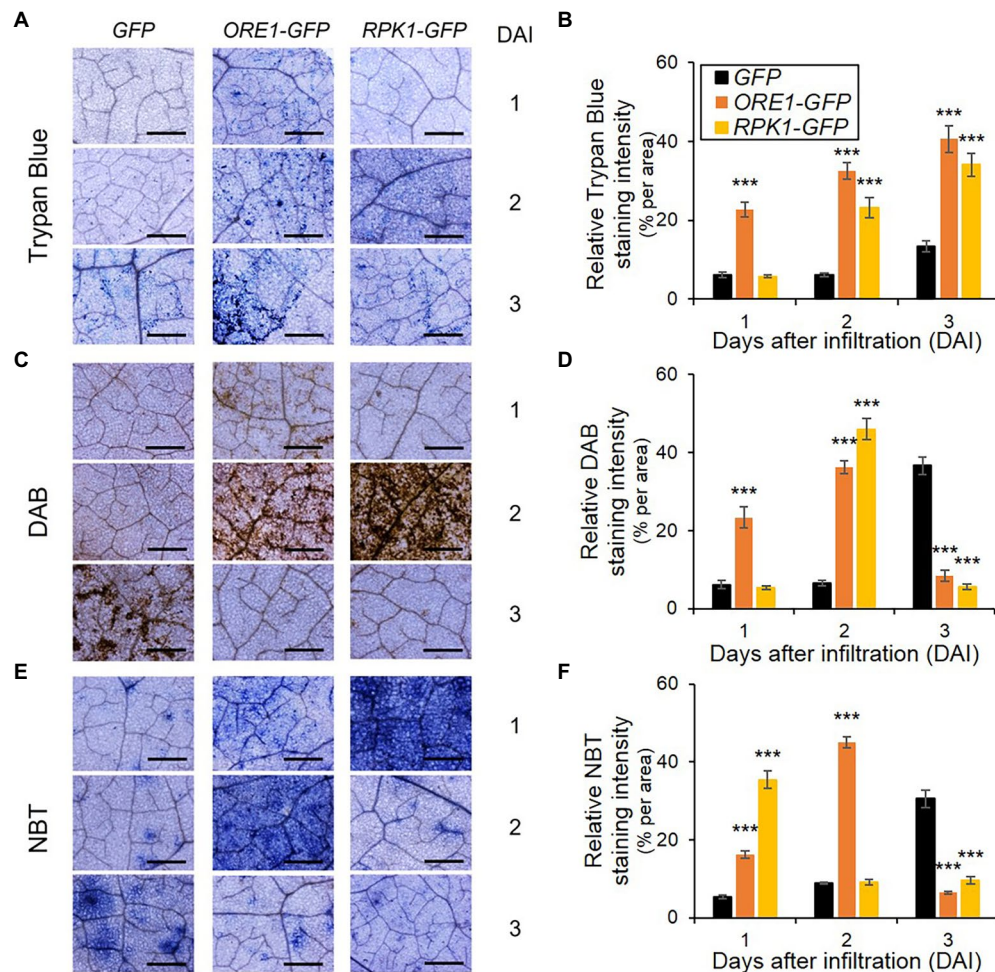 A
GFP ORE1-GFP RPK1-GFP DAI
Trypan Blue
1
2
3
B
Relative Trypan Blue
staining intensity
(% per area)
60
40
20
0
GFP
ORE1-GFP
RPK1-GFP
***
***
***
***
***
1 2 3
Days after infiltration (DAI)
C
DAB
1
2
3
D
Relative DAB
staining intensity
(% per area)
60
40
20
0
***
***
***
***
***
1 2 3
Days after infiltration (DAI)
E
NBT
1
2
3
F
Relative NBT
staining intensity
(% per area)
60
40
20
0
***
***
***
***
***
1 2 3
Days after infiltration (DAI)